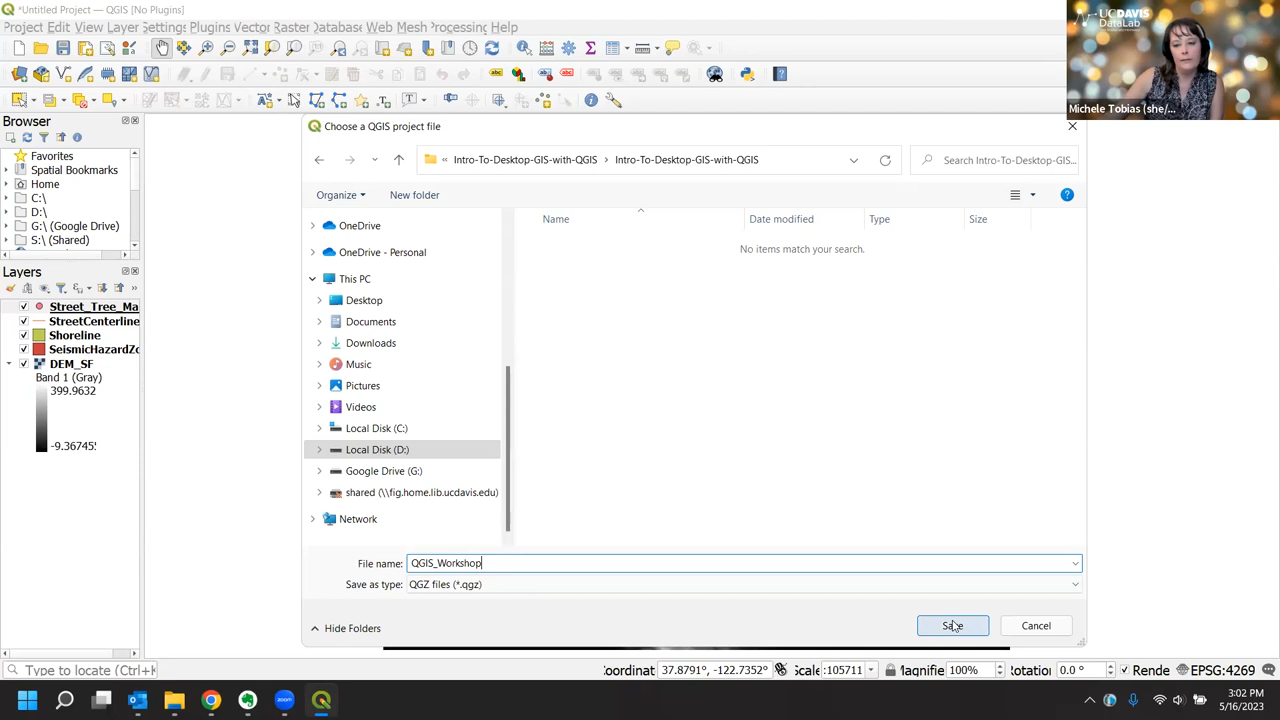 *Untitled Project — QGIS [No Plugins]
Project Edit View Layer Settings Plugins Vector Raster Database Web Mesh Processing Help
UCDAVIS
DataLab
Michele Tobias (she/...
Browser
Favorites
Spatial Bookmarks
Home
C:\
D:\
G:\ (Google Drive)
S:\ (Shared)
Layers
Street_Tree_Ma
StreetCenterline
Shoreline
SeismicHazardZo
DEM_SF
Band 1 (Gray)
399.9632
-9.36745
Choose a QGIS project file
« Intro-To-Desktop-GIS-with-QGIS > Intro-To-Desktop-GIS-with-QGIS
Search Intro-To-Desktop-GIS...
Organize
New folder
Name Date modified Type Size
No items match your search.
OneDrive
OneDrive - Personal
This PC
Desktop
Documents
Downloads
Music
Pictures
Videos
Local Disk (C:)
Local Disk (D:)
Google Drive (G:)
shared (\\fig.home.lib.ucdavis.edu)
Network
File name: QGIS_Workshop
Save as type: QGZ files (*.qgz)
Hide Folders
Save
Cancel
Type to locate (Ctrl+K
Coordinat 37.8791°, -122.7352° Scale :105711 Magnifie 100% Rotation 0.0° Rende EPSG:4269
3:02 PM
5/16/2023